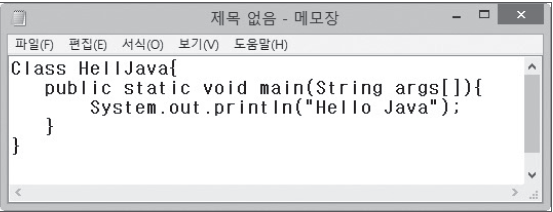 제목 없음 - 메모장
파일(F) 편집(E) 서식(O) 보기(V) 도움말(H)
Class HellJava{
public static void main(String args[]){
System.out.println("Hello Java");
}
}